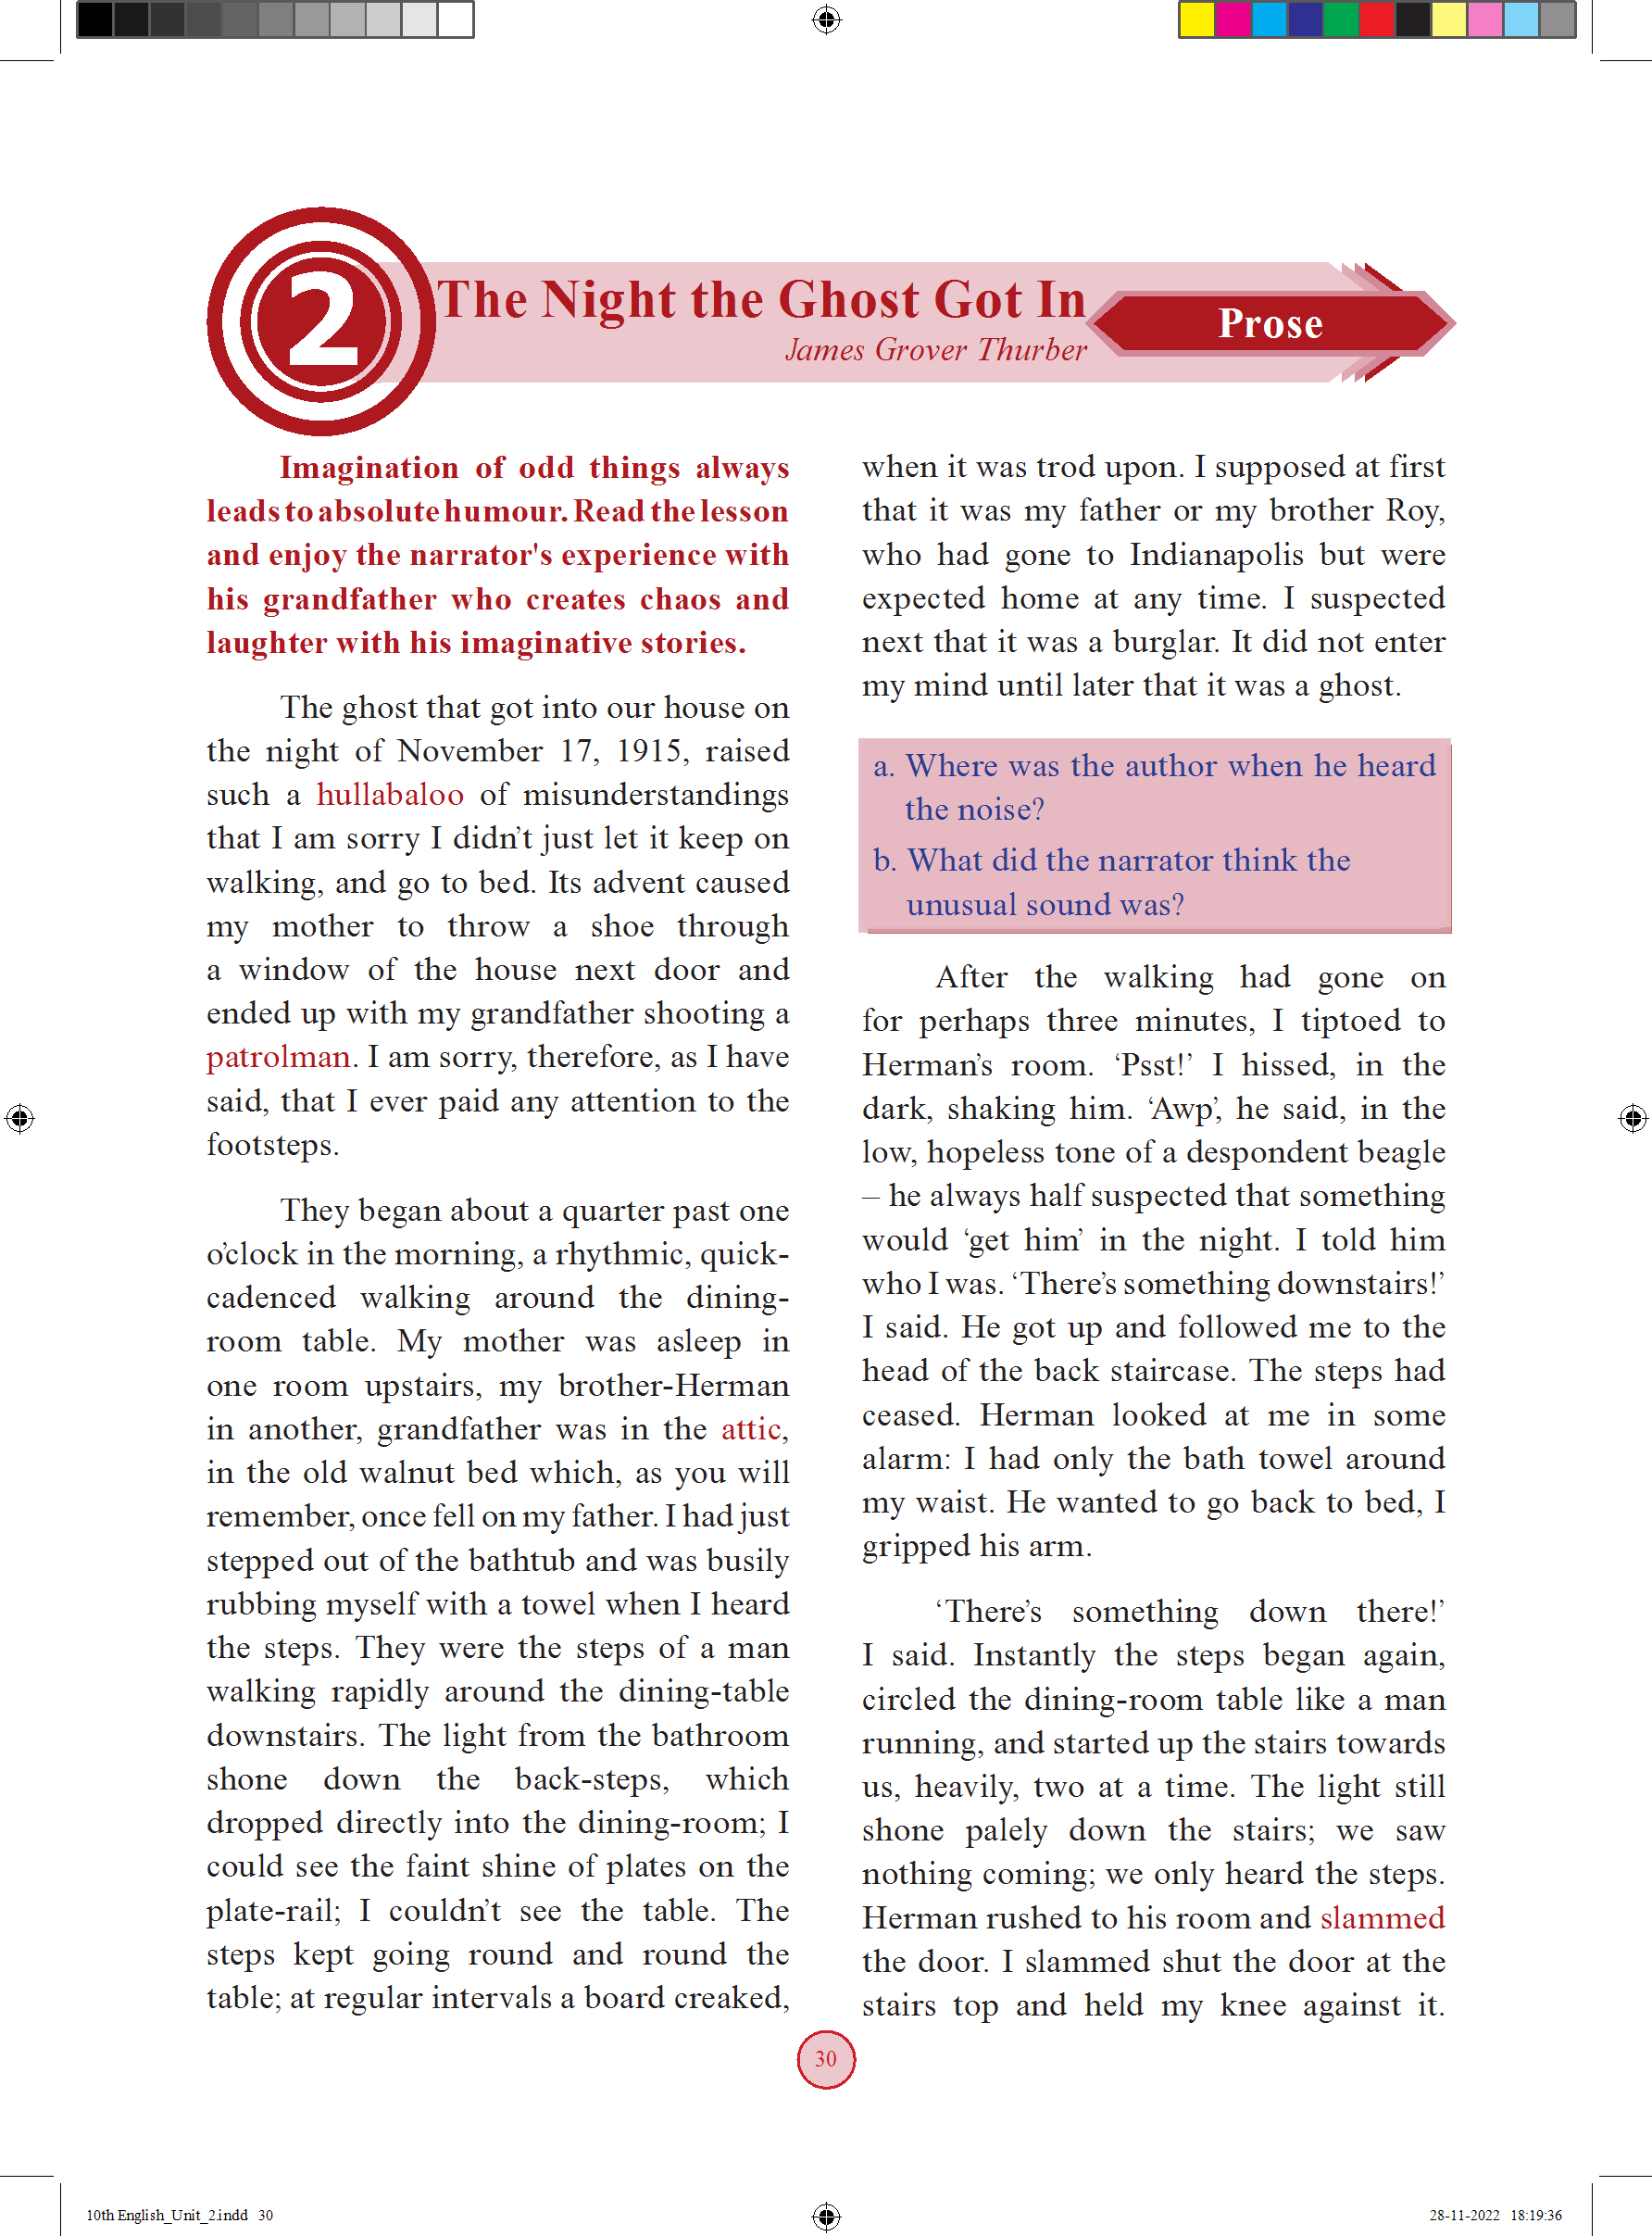 2
The Night the Ghost Got In
James Grover Thurber
Prose
Imagination of odd things always
leads to absolute humour. Read the lesson
and enjoy the narrator's experience with
his grandfather who creates chaos and
laughter with his imaginative stories.
The ghost that got into our house on
the night of November 17, 1915, raised
such a hullabaloo of misunderstandings
that I am sorry I didn’t just let it keep on
walking, and go to bed. Its advent caused
my mother to throw a shoe through
a window of the house next door and
ended up with my grandfather shooting a
patrolman. I am sorry, therefore, as I have
said, that I ever paid any attention to the
footsteps.
They began about a quarter past one
o’clock in the morning, a rhythmic, quick-
cadenced walking around the dining-
room table. My mother was asleep in
one room upstairs, my brother-Herman
in another, grandfather was in the attic,
in the old walnut bed which, as you will
remember, once fell on my father. I had just
stepped out of the bathtub and was busily
rubbing myself with a towel when I heard
the steps. They were the steps of a man
walking rapidly around the dining-table
downstairs. The light from the bathroom
shone down the back-steps, which
dropped directly into the dining-room; I
could see the faint shine of plates on the
plate-rail; I couldn’t see the table. The
steps kept going round and round the
table; at regular intervals a board creaked,
when it was trod upon. I supposed at first
that it was my father or my brother Roy,
who had gone to Indianapolis but were
expected home at any time. I suspected
next that it was a burglar. It did not enter
my mind until later that it was a ghost.
a. Where was the author when he heard
the noise?
b. What did the narrator think the
unusual sound was?
After the walking had gone on
for perhaps three minutes, I tiptoed to
Herman’s room. ‘Psst!’ I hissed, in the
dark, shaking him. ‘Awp’, he said, in the
low, hopeless tone of a despondent beagle
– he always half suspected that something
would ‘get him’ in the night. I told him
who I was. ‘There’s something downstairs!’
I said. He got up and followed me to the
head of the back staircase. The steps had
ceased. Herman looked at me in some
alarm: I had only the bath towel around
my waist. He wanted to go back to bed, I
gripped his arm.
‘There’s something down there!’
I said. Instantly the steps began again,
circled the dining-room table like a man
running, and started up the stairs towards
us, heavily, two at a time. The light still
shone palely down the stairs; we saw
nothing coming; we only heard the steps.
Herman rushed to his room and slammed
the door. I slammed shut the door at the
stairs top and held my knee against it.
30
10th English_Unit_2.indd 30
28-11-2022 18:19:36